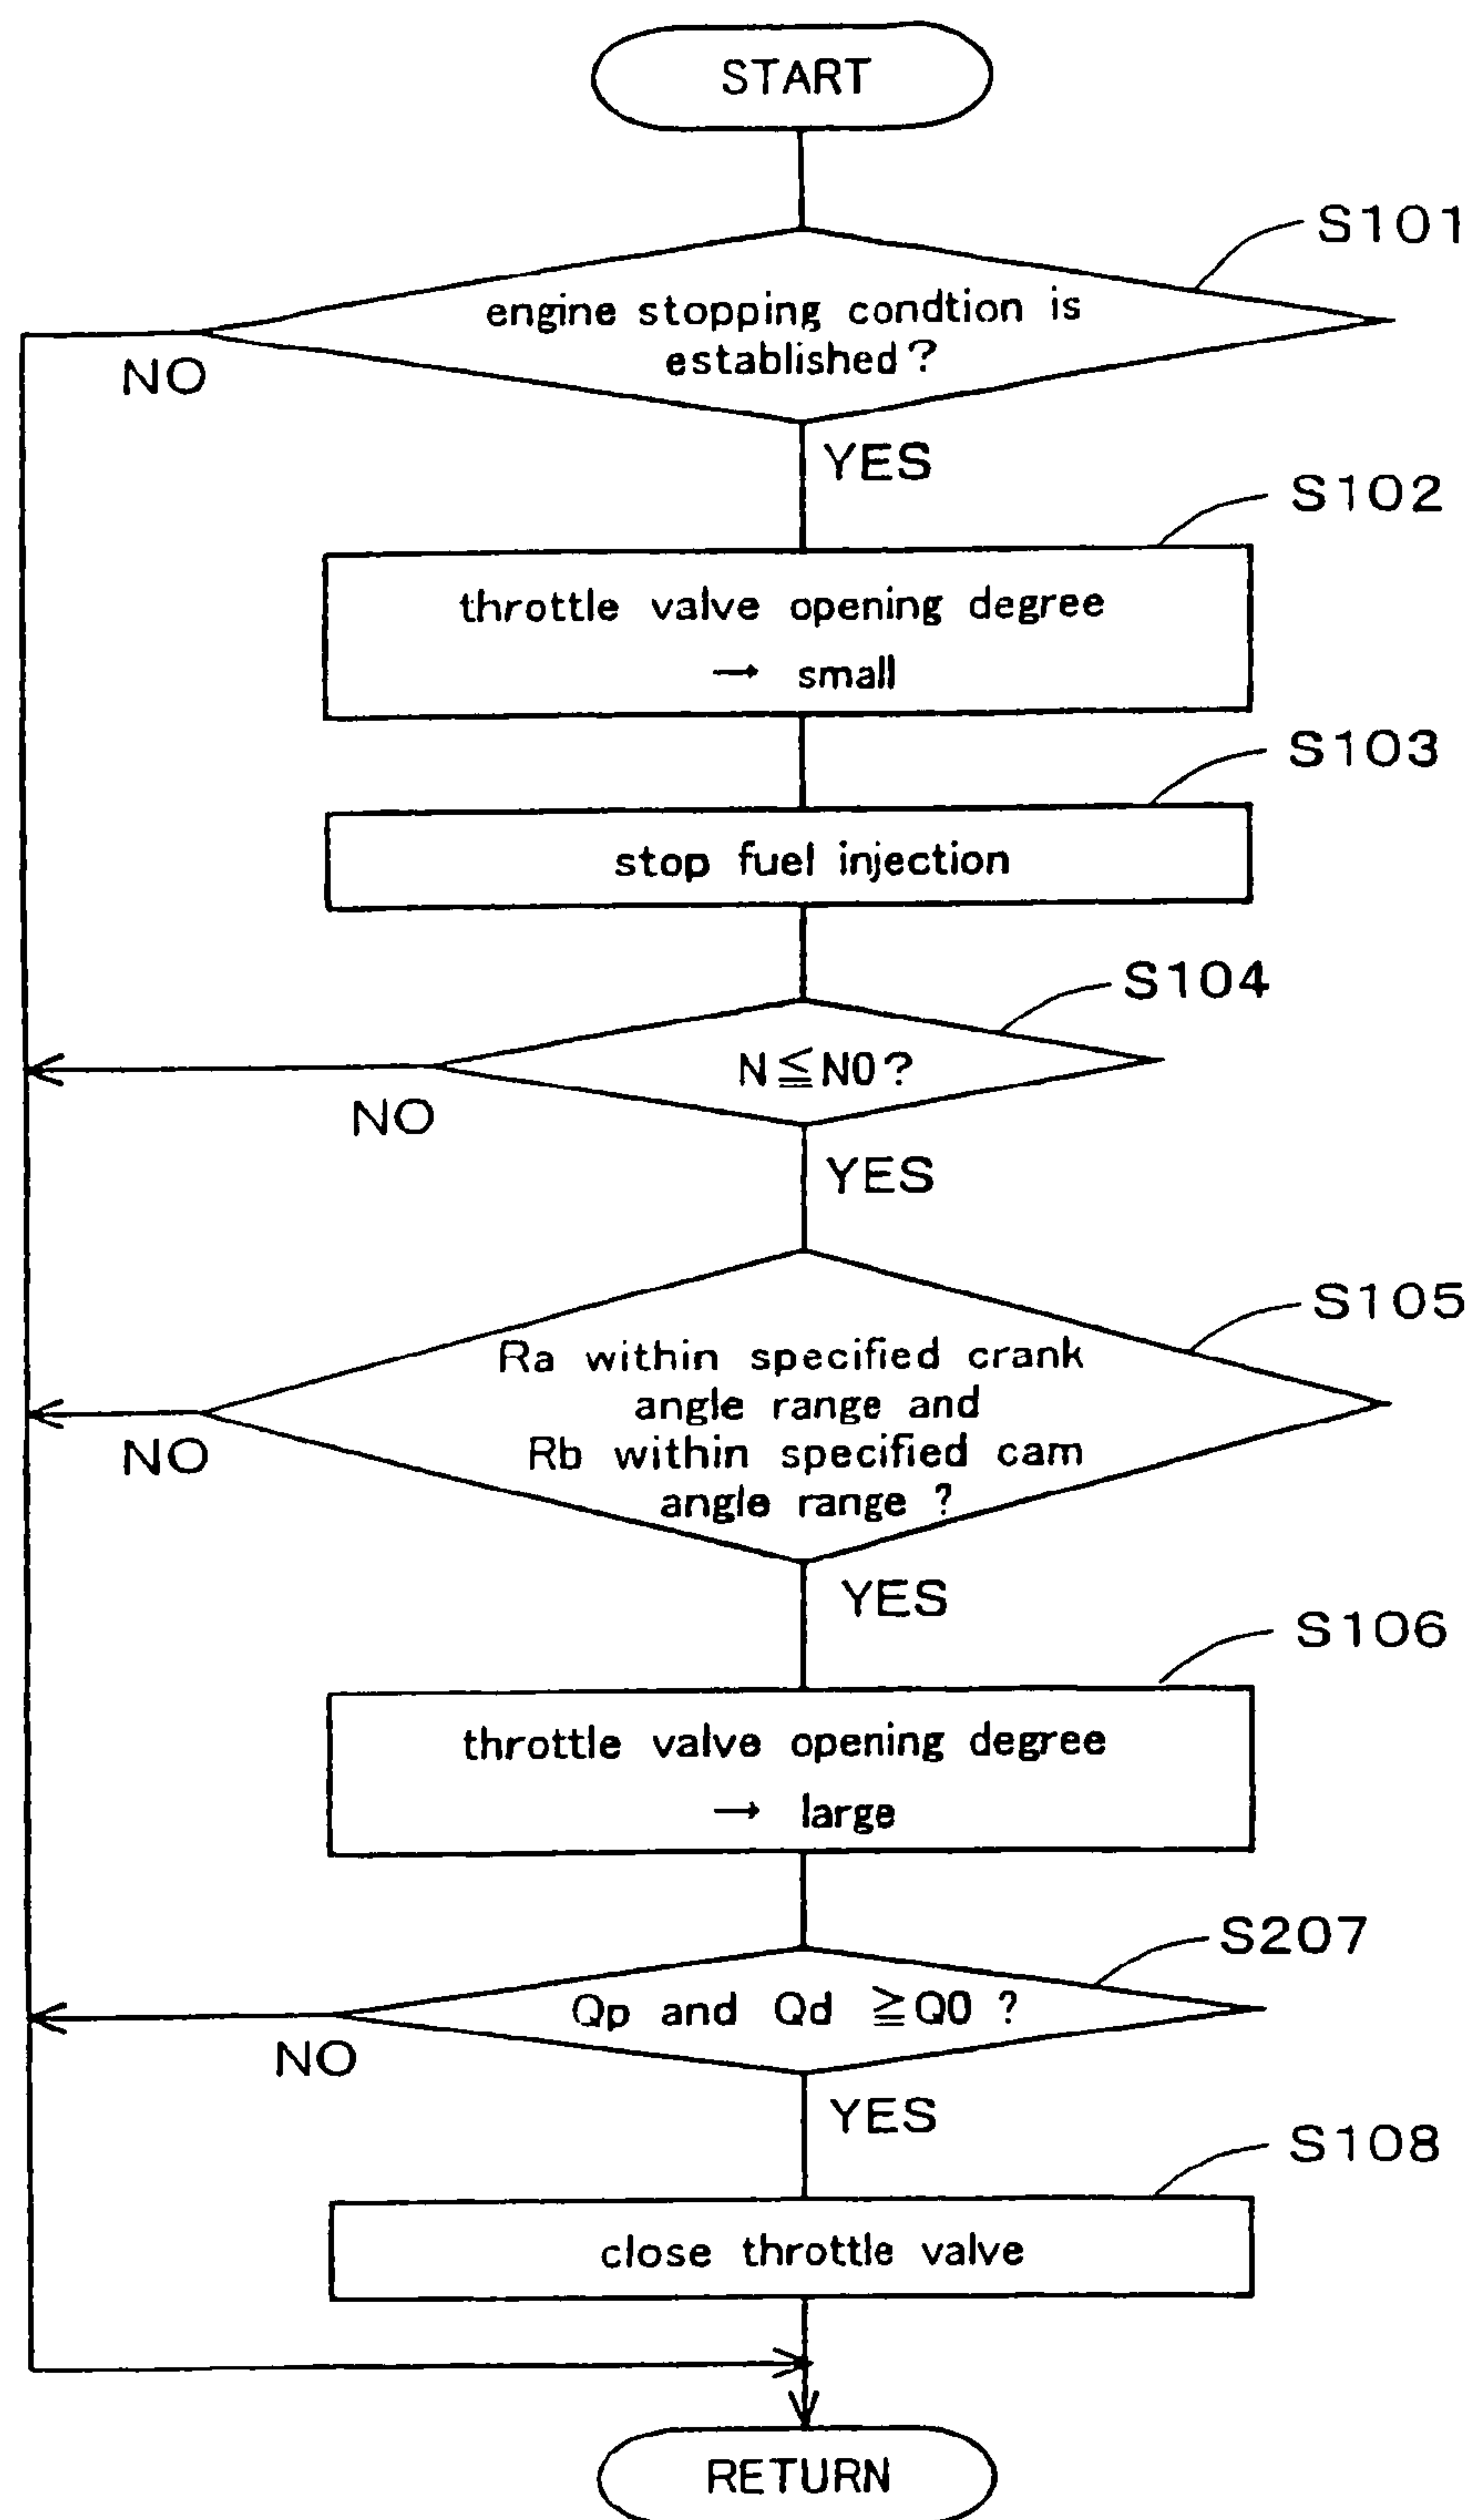 START
S101
engine stopping condtion is
established?
NO
YES
S102
throttle valve opening degree
→ small
S103
stop fuel injection
S104
N≦N0?
NO
YES
S105
Ra within specified crank
angle range and
Rb within specified cam
angle range ?
NO
YES
S106
throttle valve opening degree
→ large
S207
Qp and Qd ≧Q0 ?
NO
YES
S108
close throttle valve
RETURN